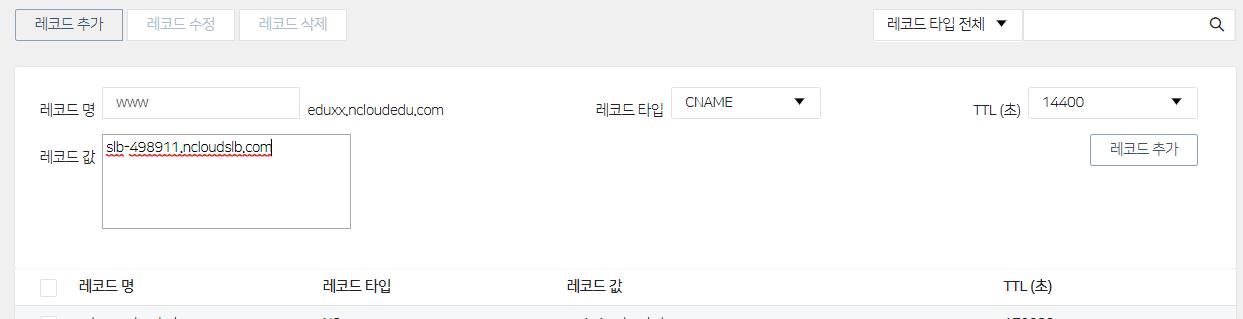 레코드 추가 레코드 수정 레코드 삭제 레코드 타입 전체
레코드 명 www eduxx.ncloudedu.com 레코드 타입 CNAME TTL (초) 14400
레코드 값 slb-498911.ncloudslb.com 레코드 추가
레코드 명 레코드 타입 레코드 값 TTL (초)